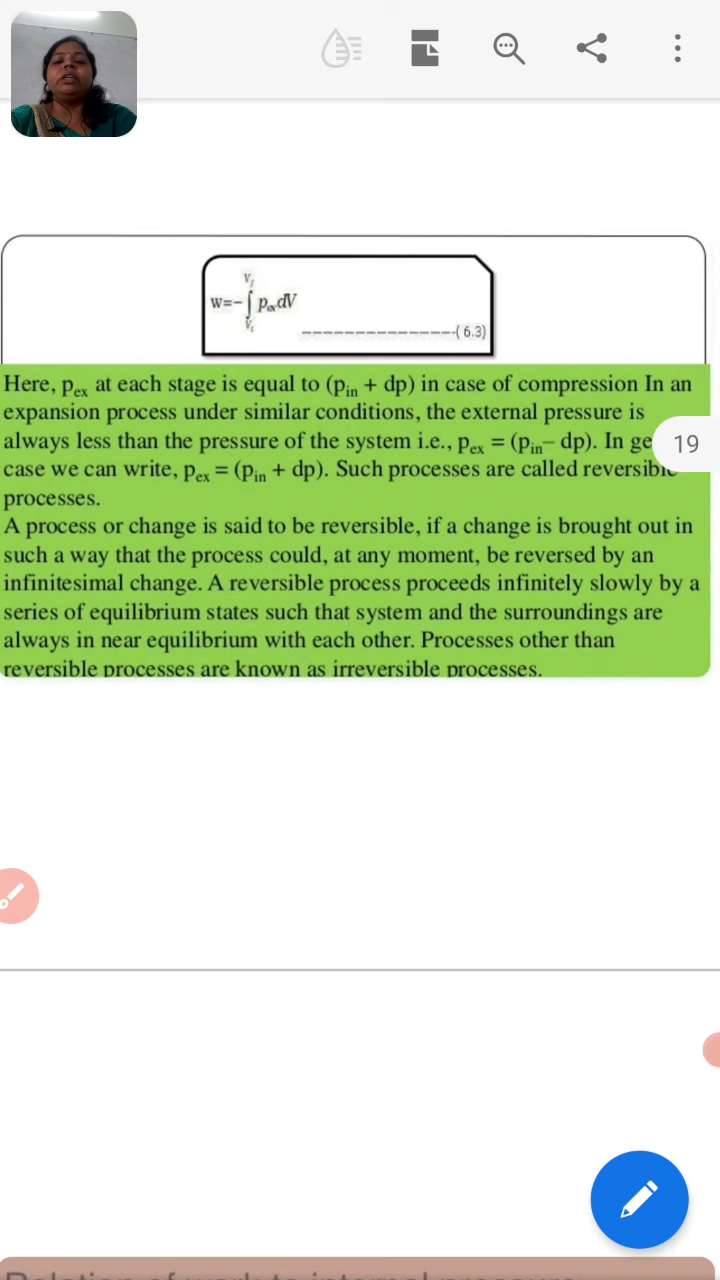 Vf
w=-∫ pex dV
Vi
---------------(6.3)
Here, pex at each stage is equal to (pin + dp) in case of compression In an
expansion process under similar conditions, the external pressure is
always less than the pressure of the system i.e., pex = (pin– dp). In ge
19
case we can write, pex = (pin + dp). Such processes are called reversible
processes.
A process or change is said to be reversible, if a change is brought out in
such a way that the process could, at any moment, be reversed by an
infinitesimal change. A reversible process proceeds infinitely slowly by a
series of equilibrium states such that system and the surroundings are
always in near equilibrium with each other. Processes other than
reversible processes are known as irreversible processes.